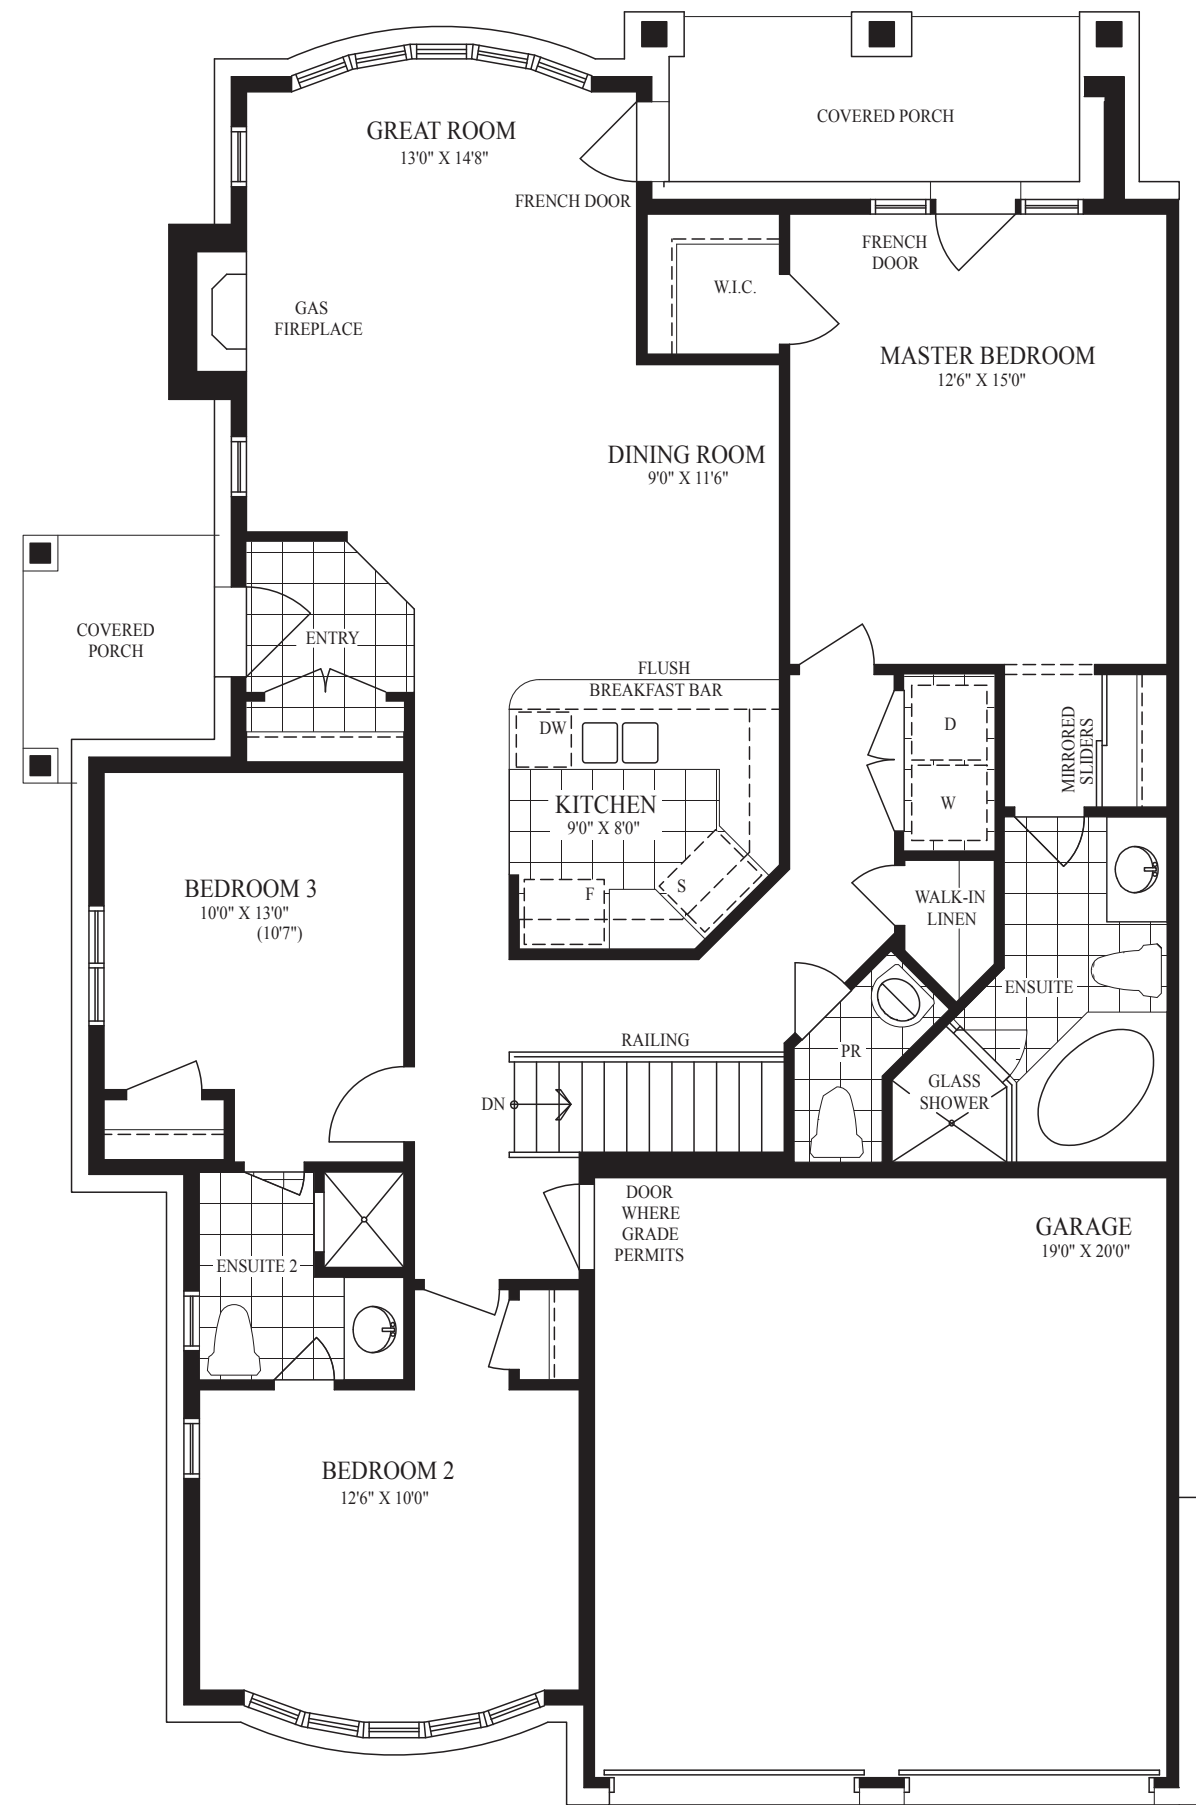 COVERED PORCH
GREAT ROOM
13'0" X 14'8"
FRENCH DOOR
FRENCH
DOOR
W.I.C.
GAS
FIREPLACE
MASTER BEDROOM
12'6" X 15'0"
DINING ROOM
9'0" X 11'6"
COVERED
PORCH
ENTRY
FLUSH
BREAKFAST BAR
DW
D
MIRRORED
SLIDERS
W
KITCHEN
9'0" X 8'0"
F
S
BEDROOM 3
10'0" X 13'0"
(10'7")
WALK-IN
LINEN
ENSUITE
RAILING
PR
DN
GLASS
SHOWER
DOOR
WHERE
GRADE
PERMITS
GARAGE
19'0" X 20'0"
ENSUITE 2
BEDROOM 2
12'6" X 10'0"